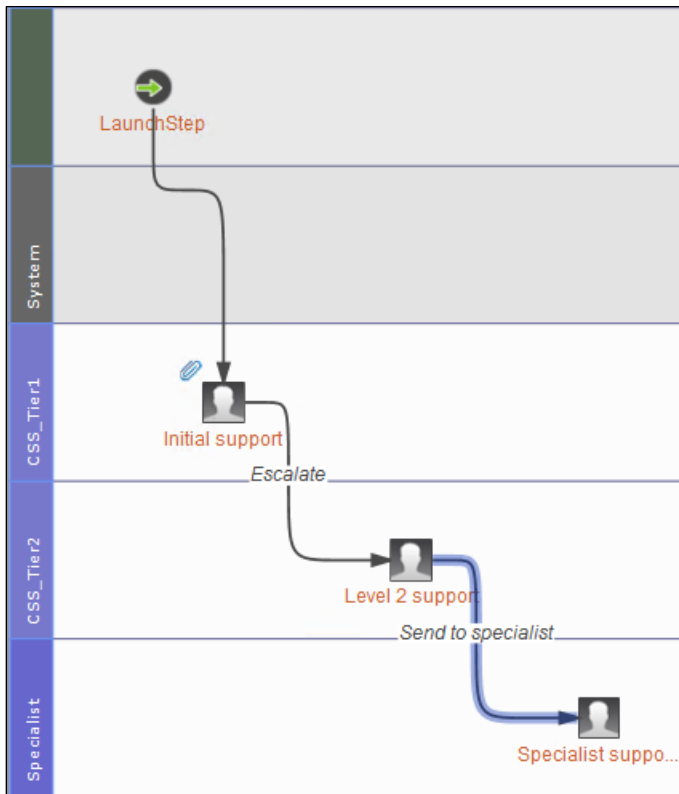 LaunchStep
System
CSS_Tier1
Initial support
Escalate
CSS_Tier2
Level 2 support
Send to specialist
Specialist
Specialist suppo...